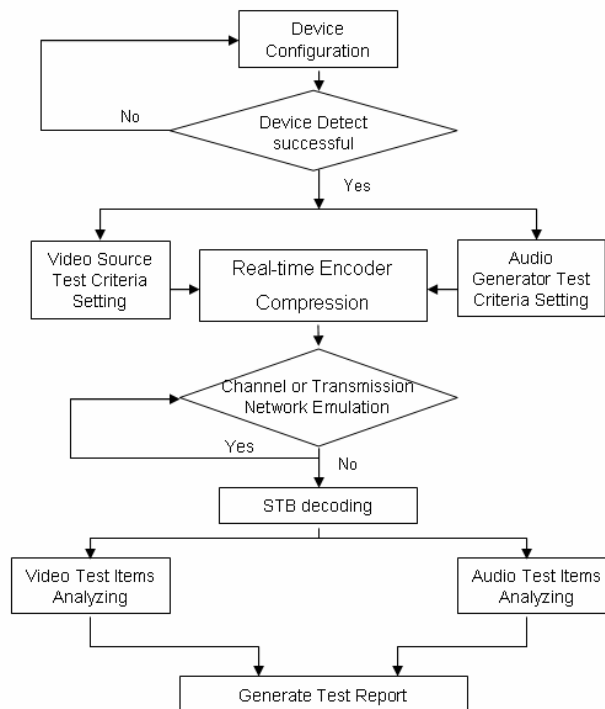 Device
Configuration
No
Device Detect
successful
Yes
Video Source
Test Criteria
Setting
Real-time Encoder
Compression
Audio
Generator Test
Criteria Setting
Channel or Transmission
Network Emulation
Yes
No
STB decoding
Video Test Items
Analyzing
Audio Test Items
Analyzing
Generate Test Report